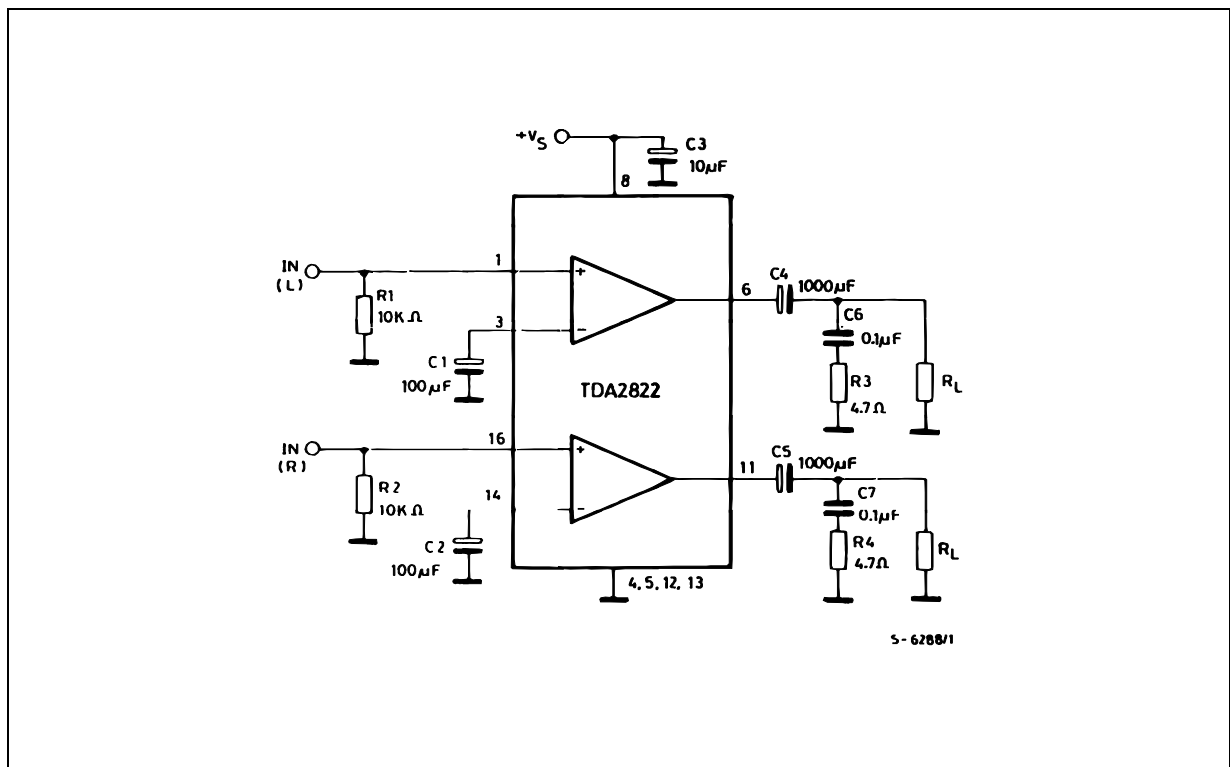 +VS
C3
10µF
8
IN
(L)
1
R1
10K Ω
3
C1
100µF
+
−
6
C4
1000µF
C6
0.1µF
R3
4.7Ω
RL
TDA2822
IN
(R)
16
R2
10K Ω
14
C2
100µF
+
−
11
C5
1000µF
C7
0.1µF
R4
4.7Ω
RL
4, 5, 12, 13
S-6288/1